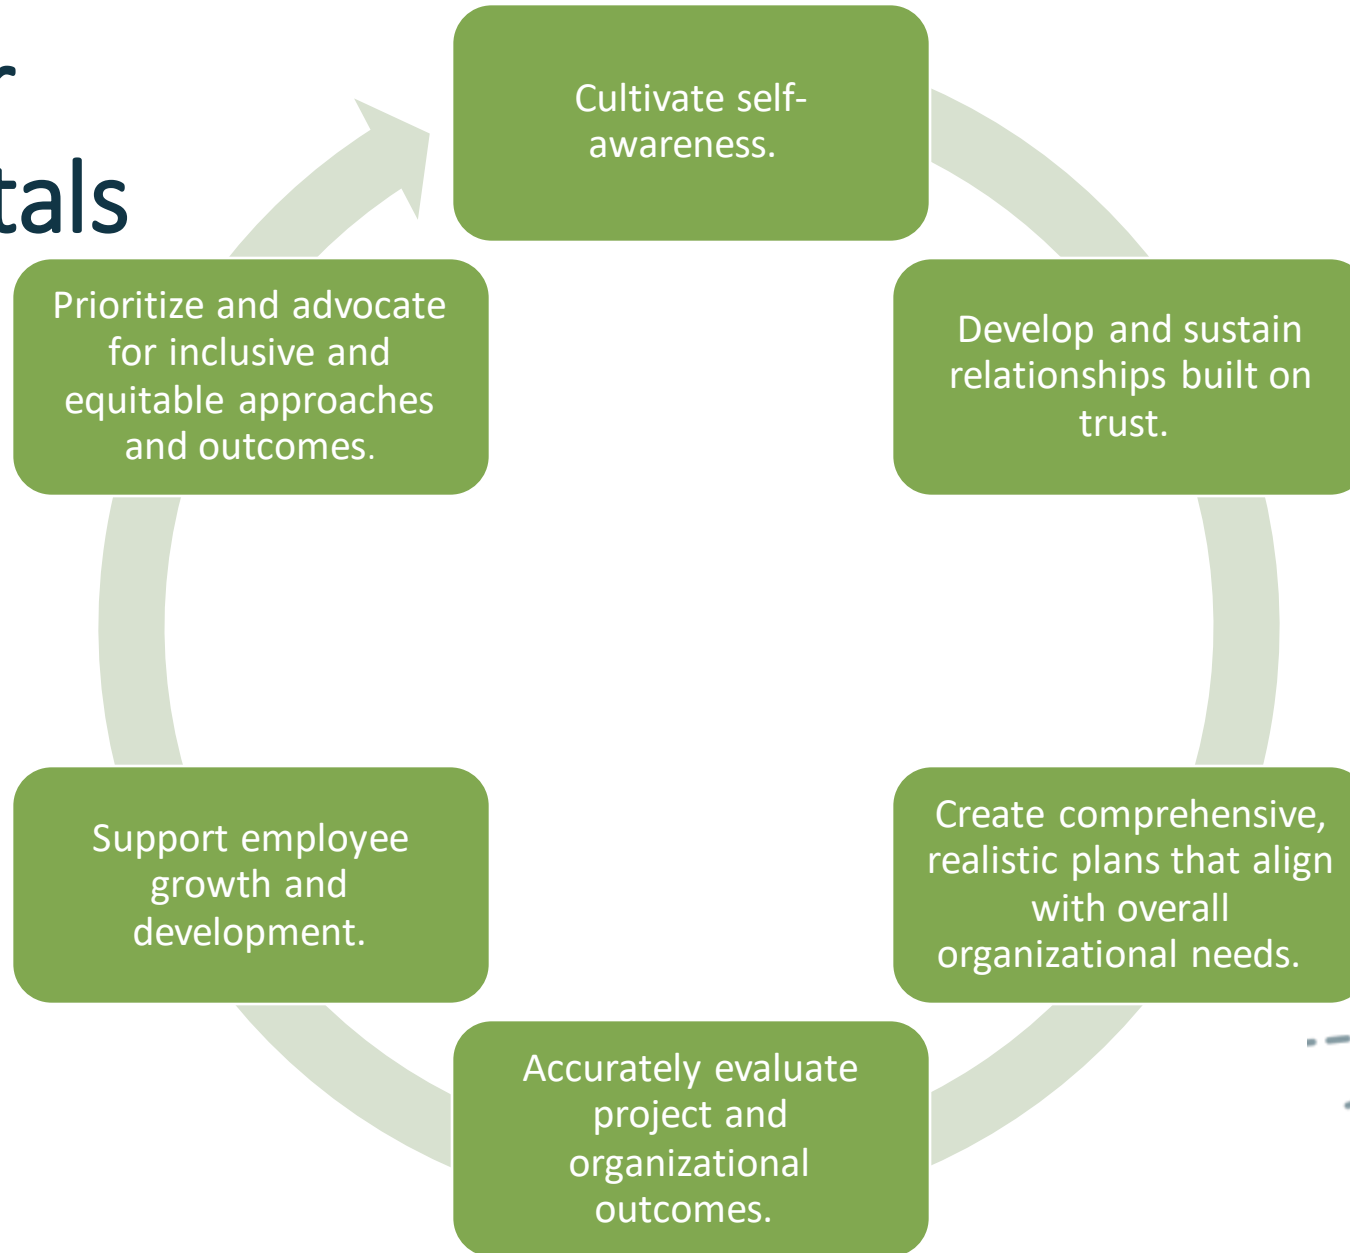 r
tals
Cultivate self-
awareness.
Develop and sustain
relationships built on
trust.
Create comprehensive,
realistic plans that align
with overall
organizational needs.
Accurately evaluate
project and
organizational
outcomes.
Support employee
growth and
development.
Prioritize and advocate
for inclusive and
equitable approaches
and outcomes.